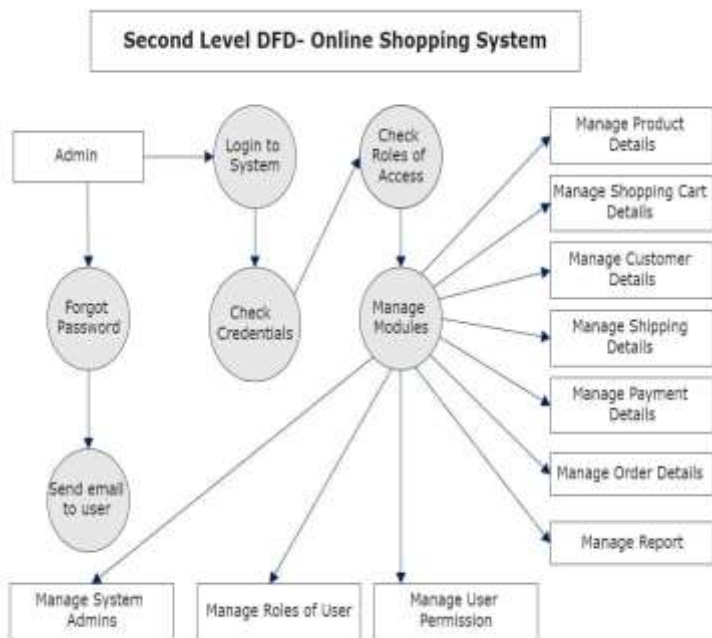 Second Level DFD- Online Shopping System
Admin
Login to
System
Check
Roles of
Access
Manage Product
Details
Manage Shopping Cart
Details
Manage Customer
Details
Forgot
Password
Check
Credentials
Manage
Modules
Manage Shipping
Details
Manage Payment
Details
Manage Order Details
Send email
to user
Manage Report
Manage System
Admins
Manage Roles of User
Manage User
Permission